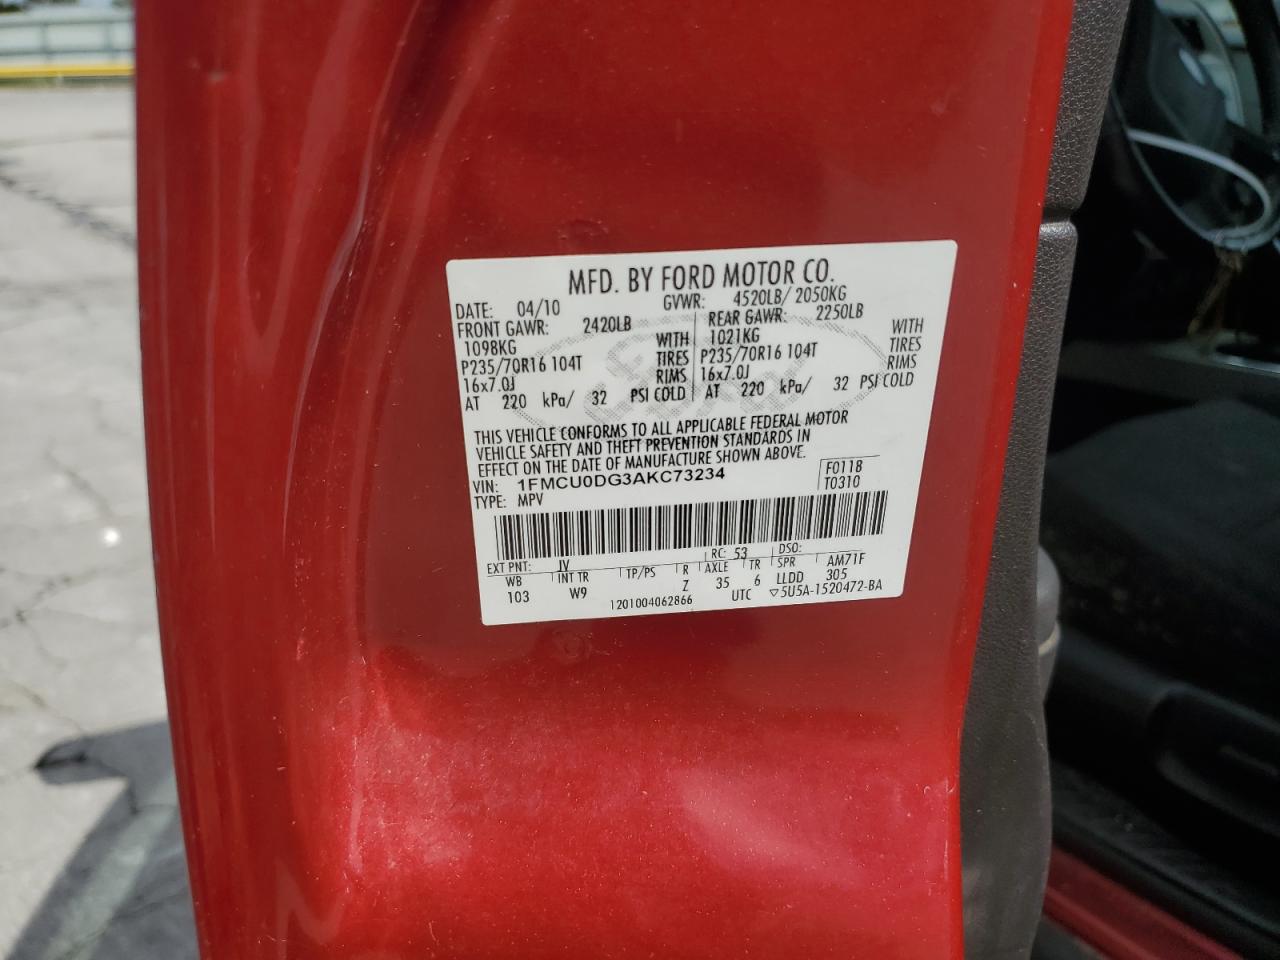 MFD. BY FORD MOTOR CO.
DATE: 04/10 GVWR: 4520LB/ 2050KG
FRONT GAWR: 2420LB REAR GAWR: 2250LB
1098KG WITH 1021KG WITH
P235/70R16 104T TIRES P235/70R16 104T TIRES
16x7.0J RIMS 16x7.0J RIMS
AT 220 kPa/ 32 PSI COLD AT 220 kPa/ 32 PSI COLD
Ford
THIS VEHICLE CONFORMS TO ALL APPLICABLE FEDERAL MOTOR
VEHICLE SAFETY AND THEFT PREVENTION STANDARDS IN
EFFECT ON THE DATE OF MANUFACTURE SHOWN ABOVE.
VIN: 1FMCU0DG3AKC73234 F0118
TYPE: MPV T0310
EXT PNT: JV RC: 53 DSO:
WB INT TR TP/PS R AXLE TR SPR AM71F
103 W9 Z 35 6 LLDD 305
1201004062866 UTC ▽5U5A-1520472-BA